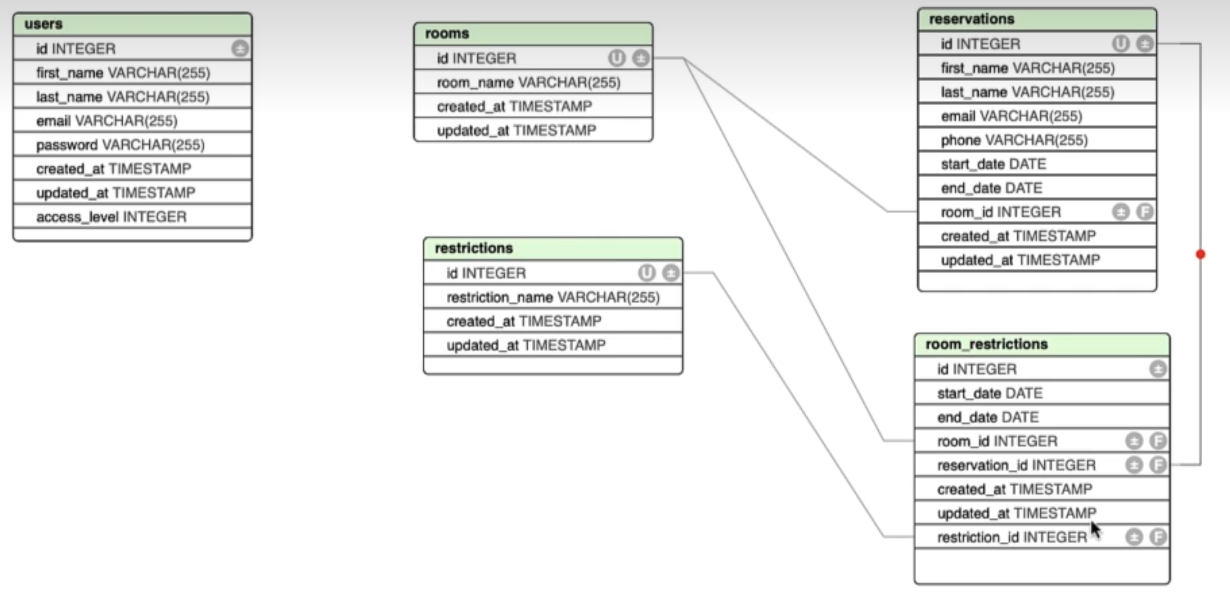 users
id INTEGER ±
first_name VARCHAR(255)
last_name VARCHAR(255)
email VARCHAR(255)
password VARCHAR(255)
created_at TIMESTAMP
updated_at TIMESTAMP
access_level INTEGER
rooms
id INTEGER U ±
room_name VARCHAR(255)
created_at TIMESTAMP
updated_at TIMESTAMP
restrictions
id INTEGER U ±
restriction_name VARCHAR(255)
created_at TIMESTAMP
updated_at TIMESTAMP
reservations
id INTEGER U ±
first_name VARCHAR(255)
last_name VARCHAR(255)
email VARCHAR(255)
phone VARCHAR(255)
start_date DATE
end_date DATE
room_id INTEGER ± F
created_at TIMESTAMP
updated_at TIMESTAMP
room_restrictions
id INTEGER ±
start_date DATE
end_date DATE
room_id INTEGER ± F
reservation_id INTEGER ± F
created_at TIMESTAMP
updated_at TIMESTAMP
restriction_id INTEGER ± F